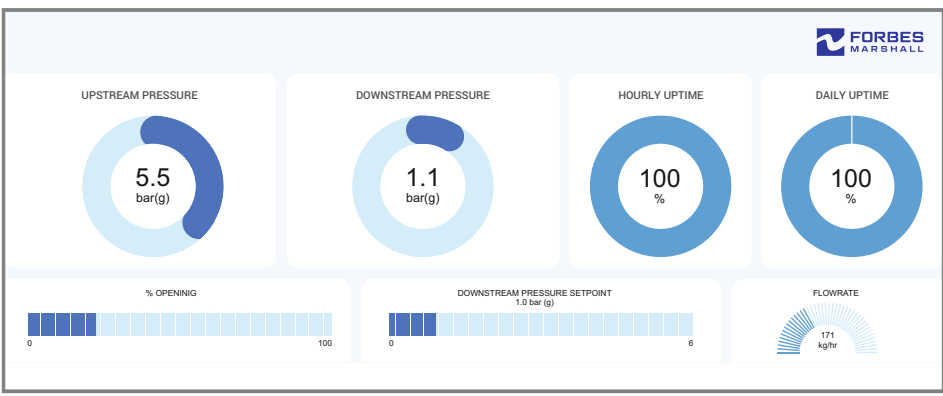 FORBES
MARSHALL
UPSTREAM PRESSURE
DOWNSTREAM PRESSURE
HOURLY UPTIME
DAILY UPTIME
5.5
bar(g)
1.1
bar(g)
100
%
100
%
% OPENINIG
0
100
DOWNSTREAM PRESSURE SETPOINT
1.0 bar (g)
0
6
FLOWRATE
171
kg/hr